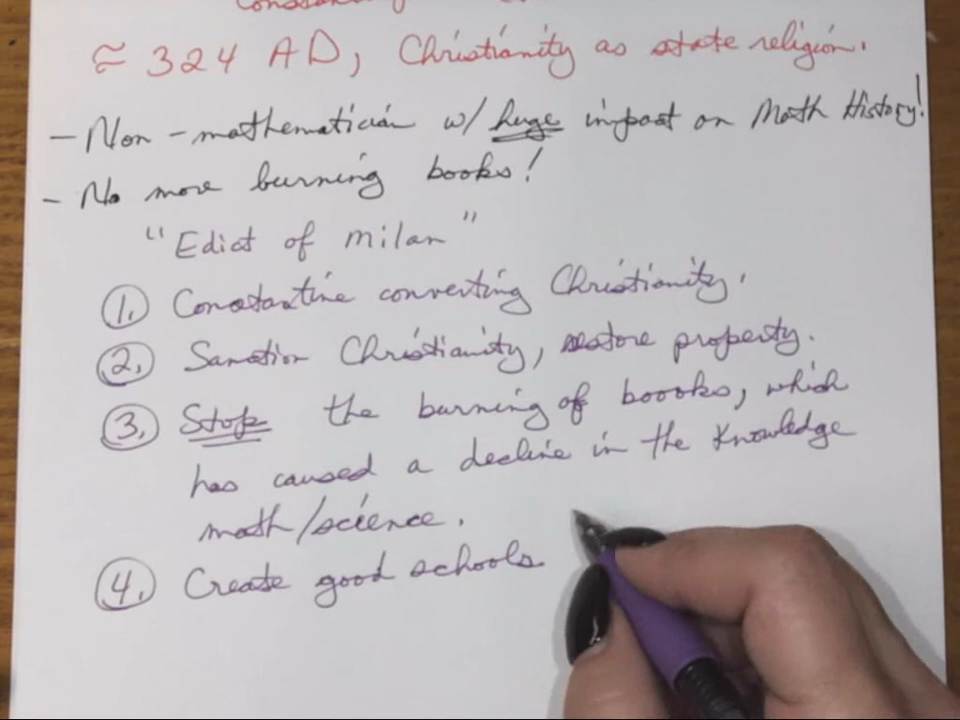 ≈ 324 AD, Christianity as state religion.
- Non-mathematician w/ huge impact on Math History!
- No more burning books!
"Edict of Milan"
1. Constantine converting Christianity.
2. Sanction Christianity, restore property.
3. Stop the burning of boooks, which
has caused a decline in the knowledge
math/science.
4. Create good schools